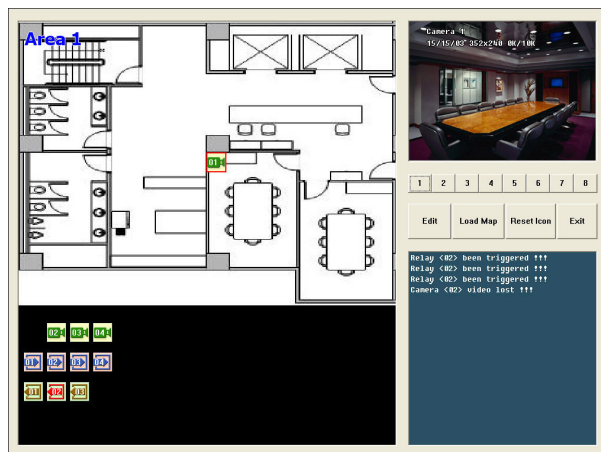 Area 1
Camera 1
15/15/03 352x240 0K/10K
01
1 2 3 4 5 6 7 8
Edit Load Map Reset Icon Exit
Relay <02> been triggered !!!
Relay <02> been triggered !!!
Relay <02> been triggered !!!
Camera <02> video lost !!!
02 03 04
01 02 03 04
01 02 03